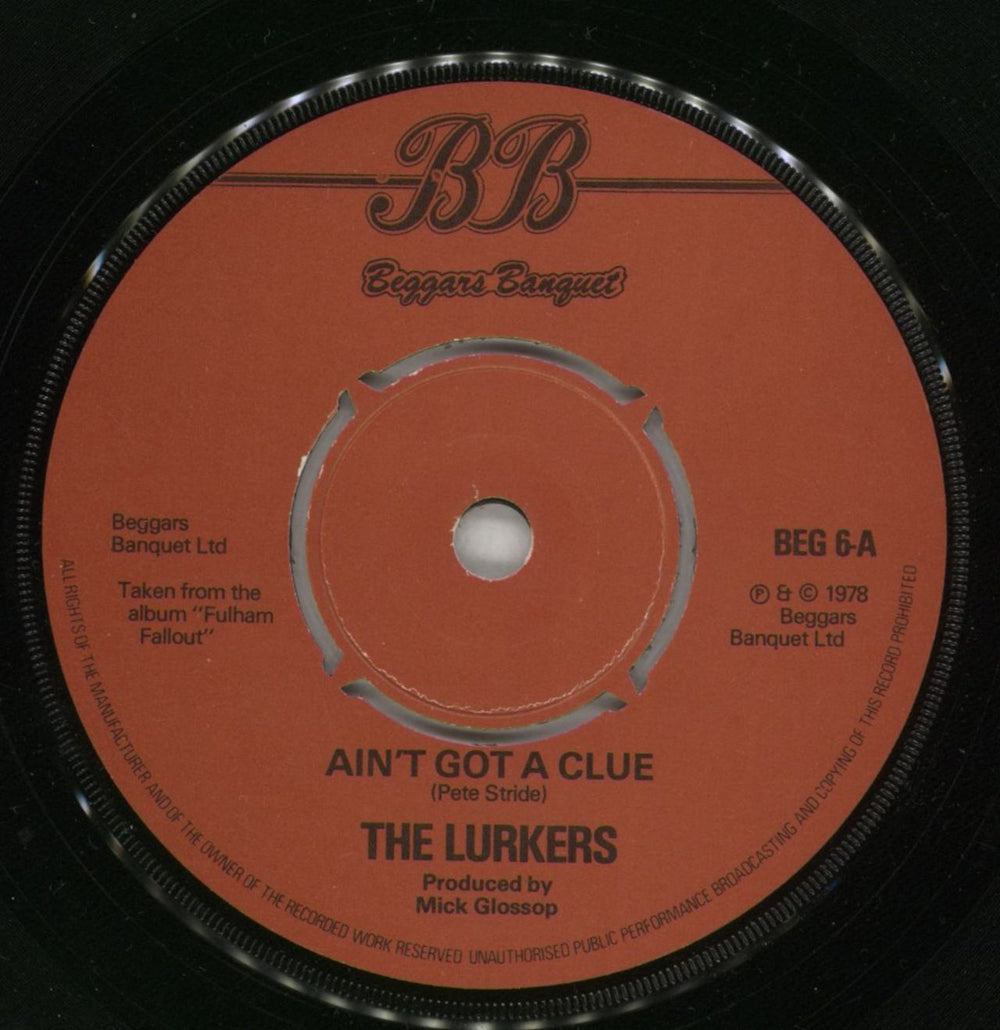 BB
Beggars Banquet
Beggars
Banquet Ltd
Taken from the
album "Fulham
Fallout"
BEG 6-A
Ⓟ & © 1978
Beggars
Banquet Ltd
AIN'T GOT A CLUE
(Pete Stride)
THE LURKERS
Produced by
Mick Glossop
ALL RIGHTS OF THE MANUFACTURER AND OF THE OWNER OF THE RECORDED WORK RESERVED UNAUTHORISED PUBLIC PERFORMANCE BROADCASTING AND COPYING OF THIS RECORD PROHIBITED